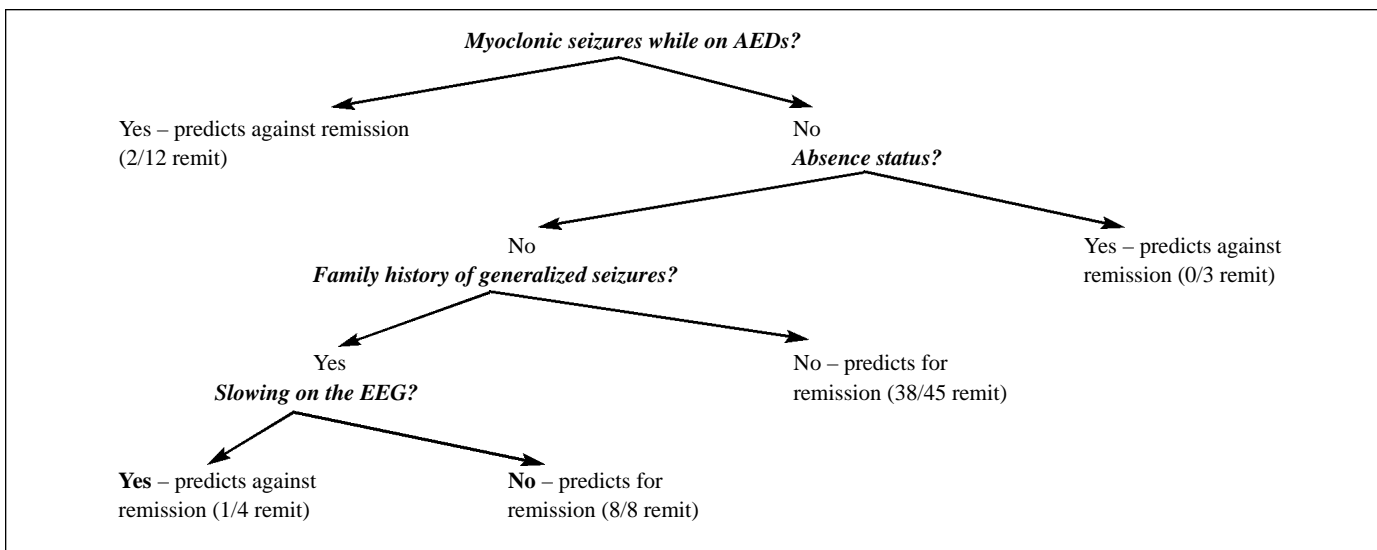 Myoclonic seizures while on AEDs?
Yes – predicts against remission
(2/12 remit)
No
Absence status?
No
Family history of generalized seizures?
Yes – predicts against
remission (0/3 remit)
Yes
Slowing on the EEG?
No – predicts for
remission (38/45 remit)
Yes – predicts against
remission (1/4 remit)
No – predicts for
remission (8/8 remit)